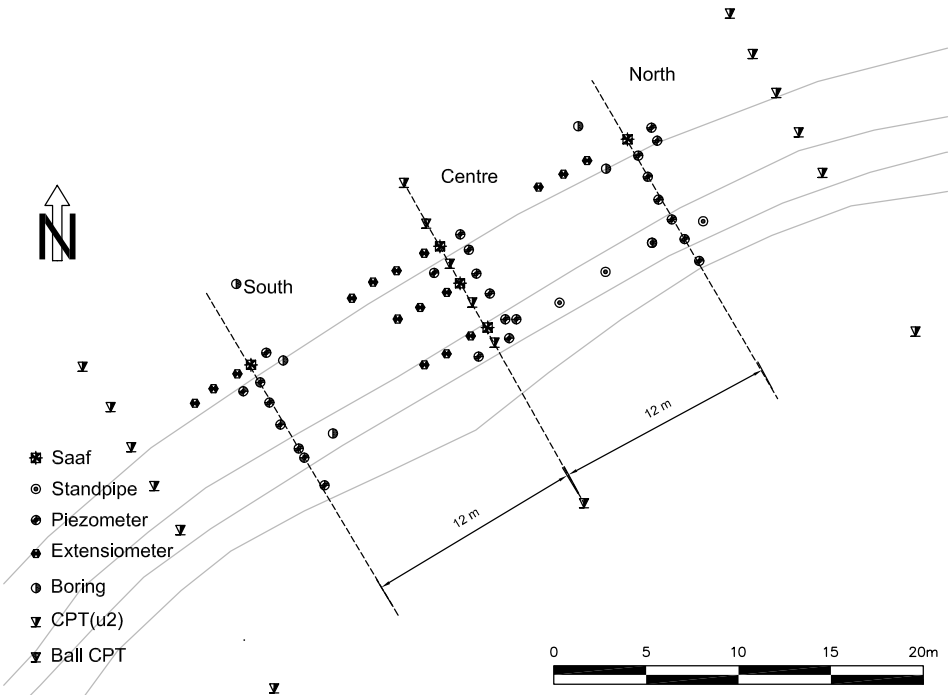 North
Centre
N
South
12 m
12 m
Saaf
Standpipe
Piezometer
Extensiometer
Boring
CPT(u2)
Ball CPT
0 5 10 15 20m